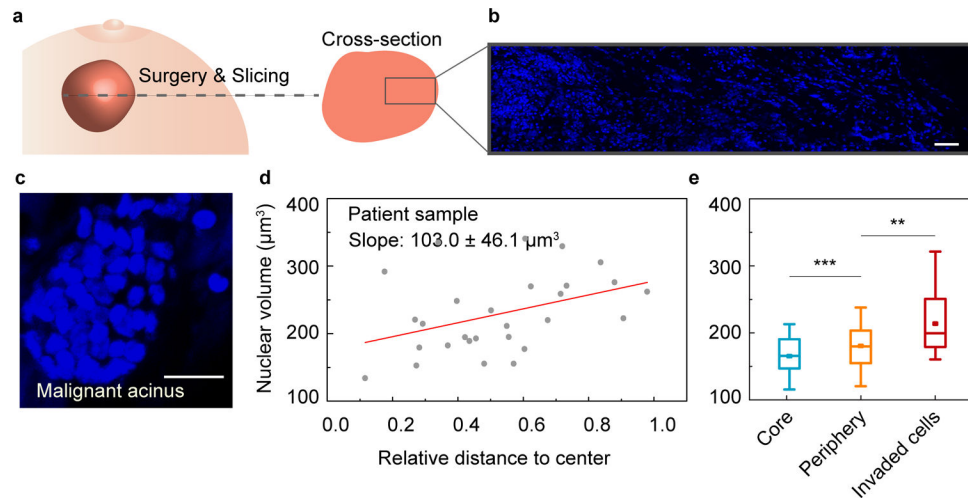 a
Surgery & Slicing
Cross-section
b
c
Malignant acinus
d
Patient sample
Slope: 103.0 ± 46.1 µm³
Nuclear volume (µm³)
400
300
200
100
0.0 0.2 0.4 0.6 0.8 1.0
Relative distance to center
e
400
300
200
100
***
**
Core
Periphery
Invaded cells